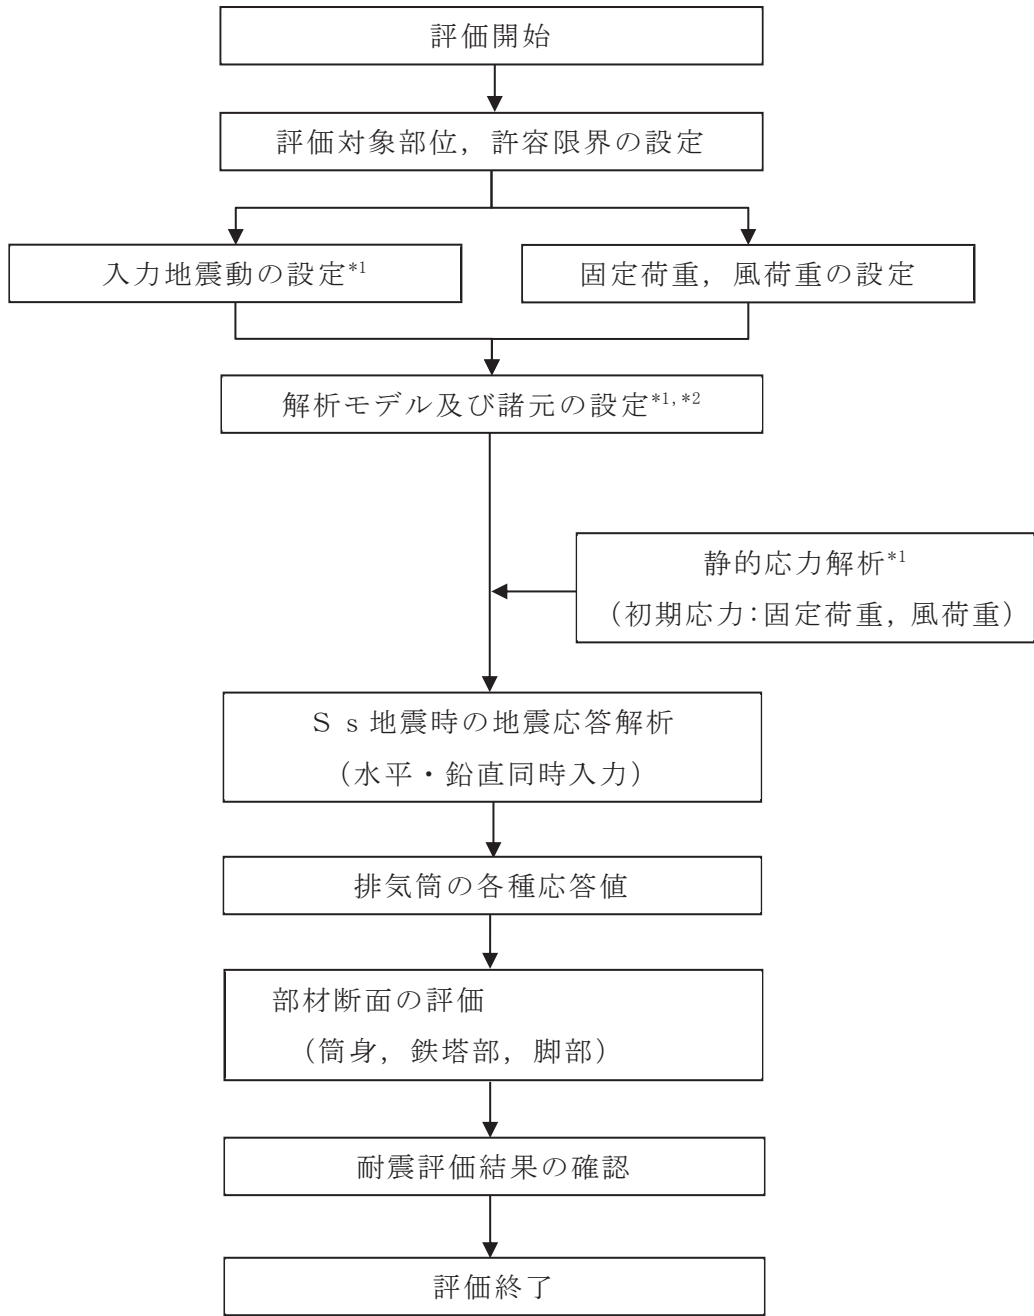 評価開始
評価対象部位，許容限界の設定
入力地震動の設定*1
固定荷重，風荷重の設定
解析モデル及び諸元の設定*1, *2
静的応力解析*1
（初期応力：固定荷重，風荷重）
Ｓｓ地震時の地震応答解析
（水平・鉛直同時入力）
排気筒の各種応答値
部材断面の評価
（筒身，鉄塔部，脚部）
耐震評価結果の確認
評価終了